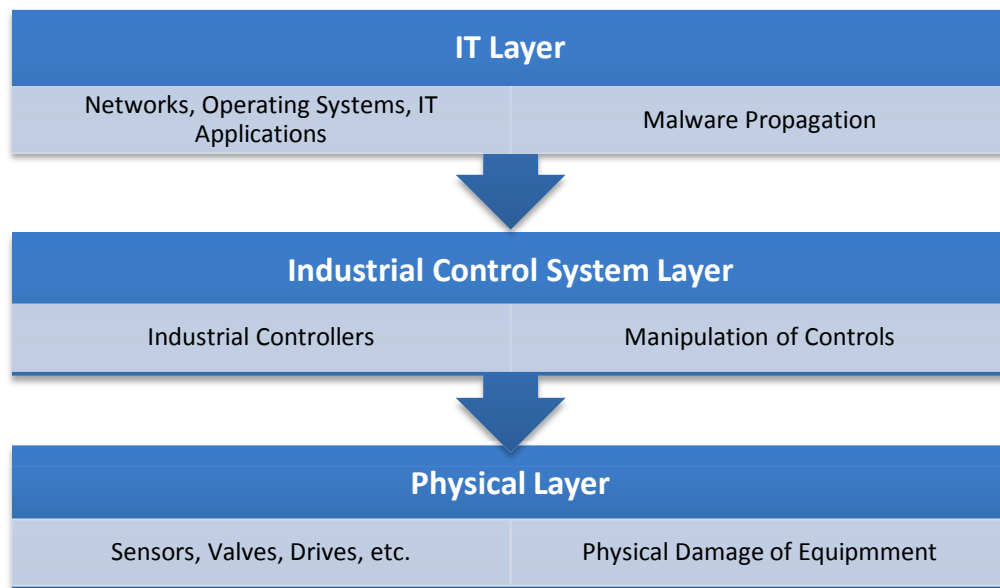 IT Layer
Networks, Operating Systems, IT
Applications
Malware Propagation
Industrial Control System Layer
Industrial Controllers
Manipulation of Controls
Physical Layer
Sensors, Valves, Drives, etc.
Physical Damage of Equipmment